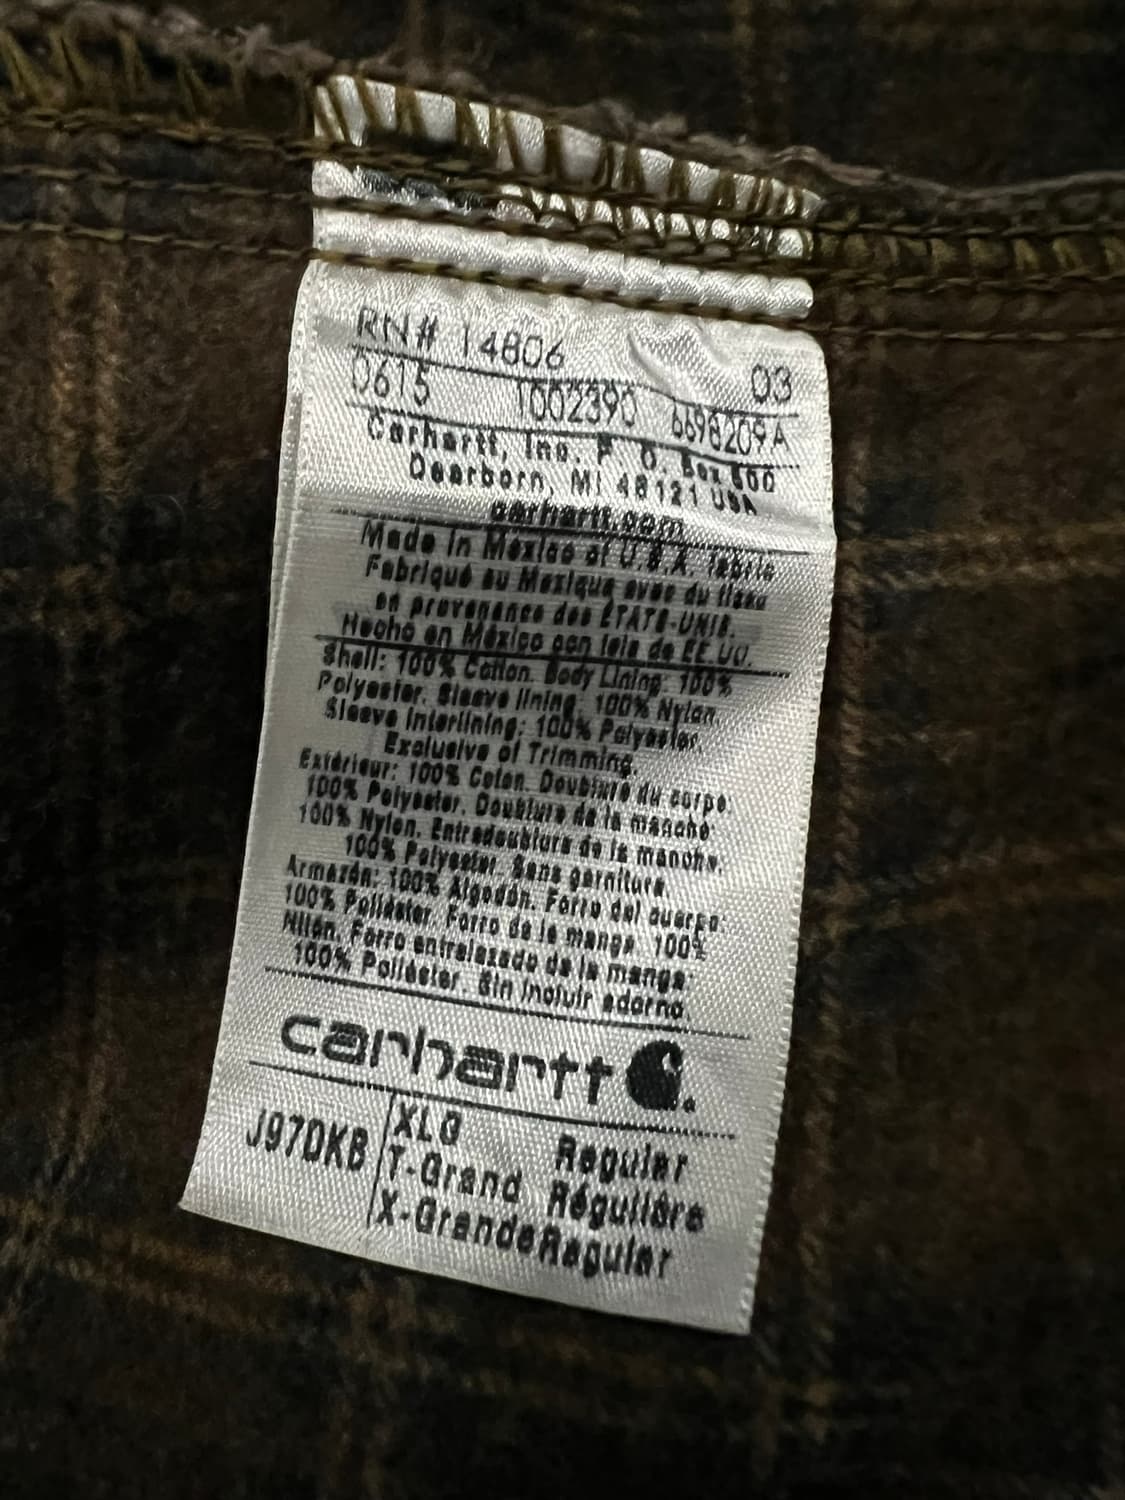 RN# 14806 03
0615 1002390 6698209A
Carhartt, Inc. P. O. Box 600
Dearborn, MI 48121 USA
carhartt.com
Made in Mexico of U.S.A. fabric
Fabriqué au Mexique avec du tissu
en provenance des ÉTATS-UNIS.
Hecho en México con tela de EE.UU.
Shell: 100% Cotton. Body Lining: 100%
Polyester. Sleeve lining: 100% Nylon.
Sleeve Interlining: 100% Polyester.
Exclusive of Trimming.
Extérieur: 100% Coton. Doublure du corps:
100% Polyester. Doublure de la manche:
100% Nylon. Entredoublure de la manche.
100% Polyester. Sans garniture.
Armazón: 100% Algodón. Forro del cuerpo:
100% Poliéster. Forro de la manga. 100%
Nilon. Forro entrelazado de la manga:
100% Poliéster. Sin incluir adorno.
carhartt
J97DKB XLG Regular
T-Grand Régulière
X-Grande Regular